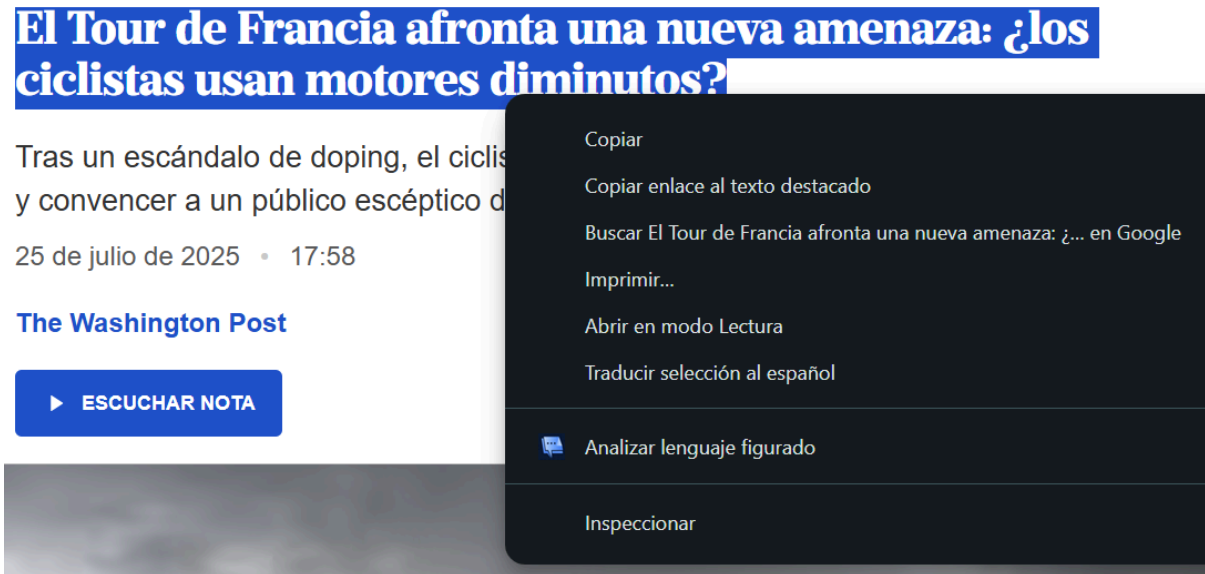 El Tour de Francia afronta una nueva amenaza: ¿los
ciclistas usan motores diminutos?
Tras un escándalo de doping, el
y convencer a un público escéptico
25 de julio de 2025 • 17:58
The Washington Post
ESCUCHAR NOTA
Copiar
Copiar enlace al texto destacado
Buscar El Tour de Francia afronta una nueva amenaza: ¿... en Google
Imprimir...
Abrir en modo Lectura
Traducir selección al español
Analizar lenguaje figurado
Inspeccionar